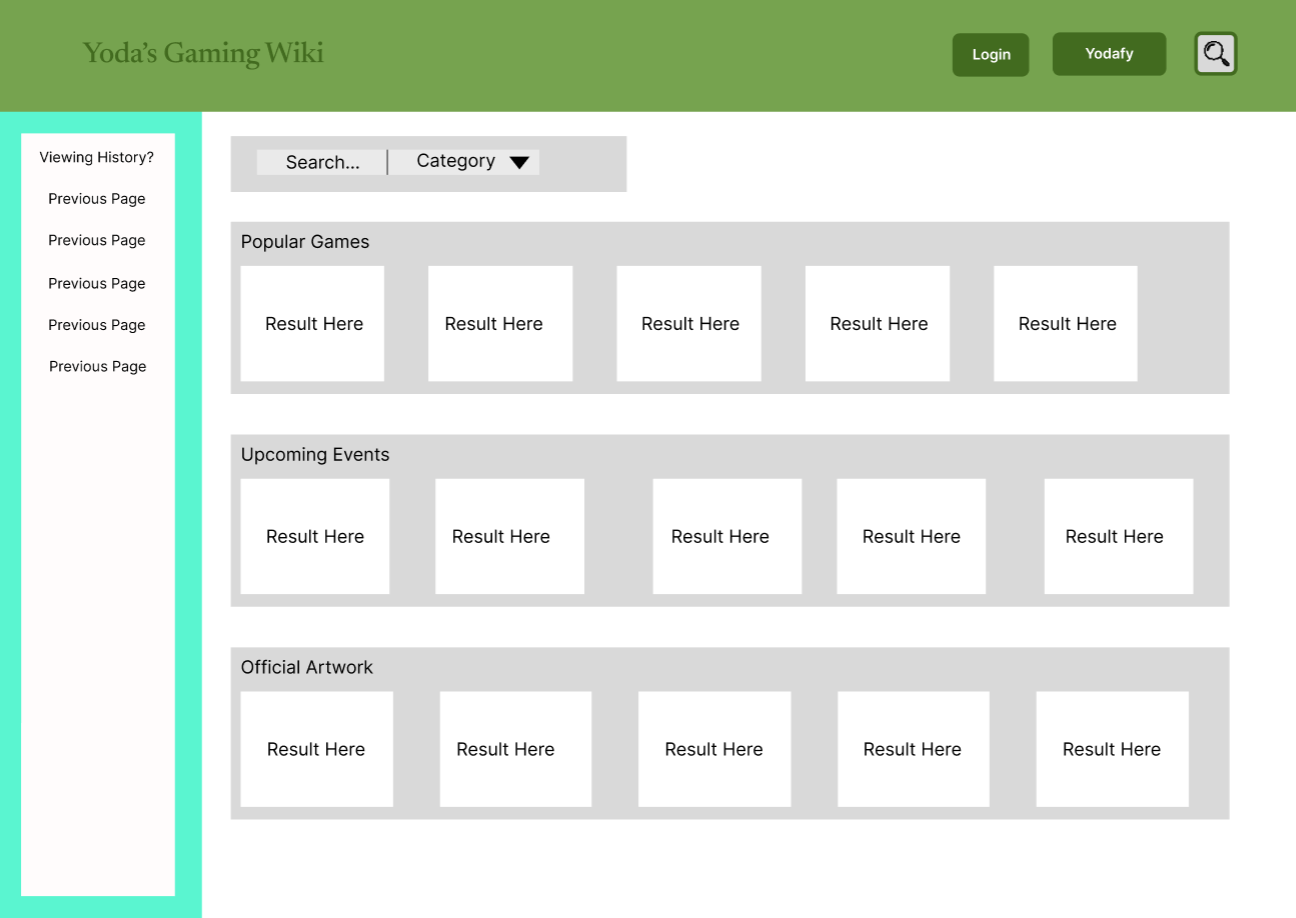 Yoda’s Gaming Wiki
Login
Yodafy
Viewing History?
Previous Page
Previous Page
Previous Page
Previous Page
Previous Page
Search...
Category
Popular Games
Result Here
Result Here
Result Here
Result Here
Result Here
Upcoming Events
Result Here
Result Here
Result Here
Result Here
Result Here
Official Artwork
Result Here
Result Here
Result Here
Result Here
Result Here